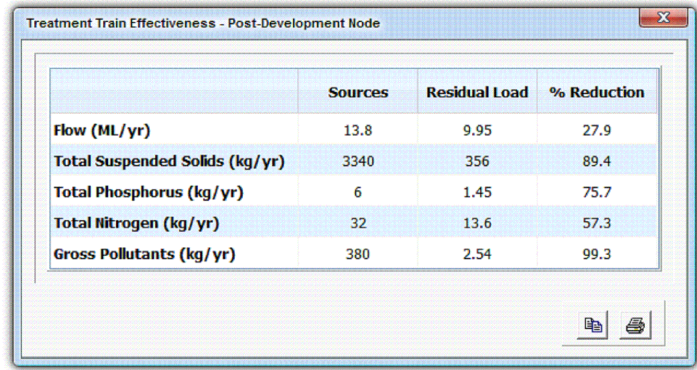 Treatment Train Effectiveness - Post-Development Node
Sources Residual Load % Reduction
Flow (ML/yr) 13.8 9.95 27.9
Total Suspended Solids (kg/yr) 3340 356 89.4
Total Phosphorus (kg/yr) 6 1.45 75.7
Total Nitrogen (kg/yr) 32 13.6 57.3
Gross Pollutants (kg/yr) 380 2.54 99.3